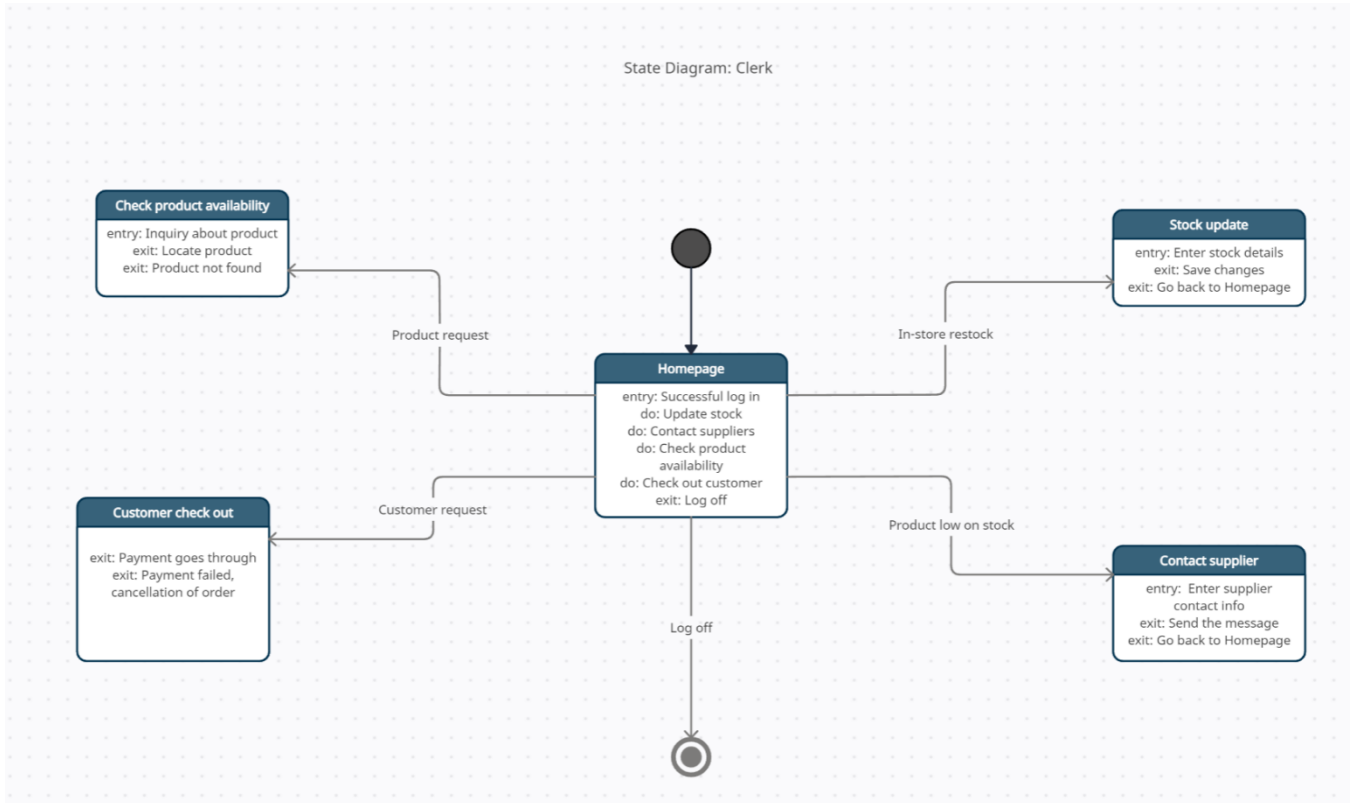 State Diagram: Clerk
Check product availability
entry: Inquiry about product
exit: Locate product
exit: Product not found
Stock update
entry: Enter stock details
exit: Save changes
exit: Go back to Homepage
Product request
In-store restock
Homepage
entry: Successful log in
do: Update stock
do: Contact suppliers
do: Check product
availability
do: Check out customer
exit: Log off
Customer check out
exit: Payment goes through
exit: Payment failed,
cancellation of order
Customer request
Product low on stock
Contact supplier
entry: Enter supplier
contact info
exit: Send the message
exit: Go back to Homepage
Log off